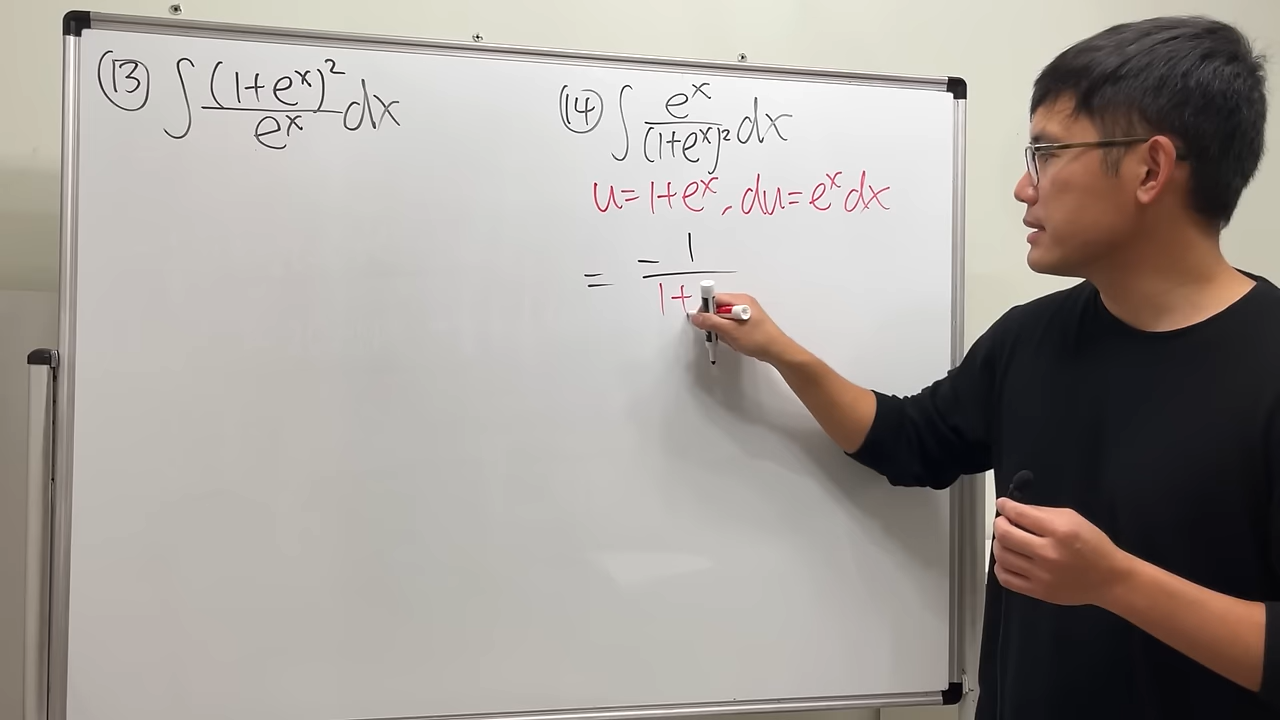 ⑬ ∫ (1+e^x)^2 / e^x dx
⑭ ∫ e^x / (1+e^x)^2 dx
u=1+e^x, du=e^x dx
= -1 / 1+